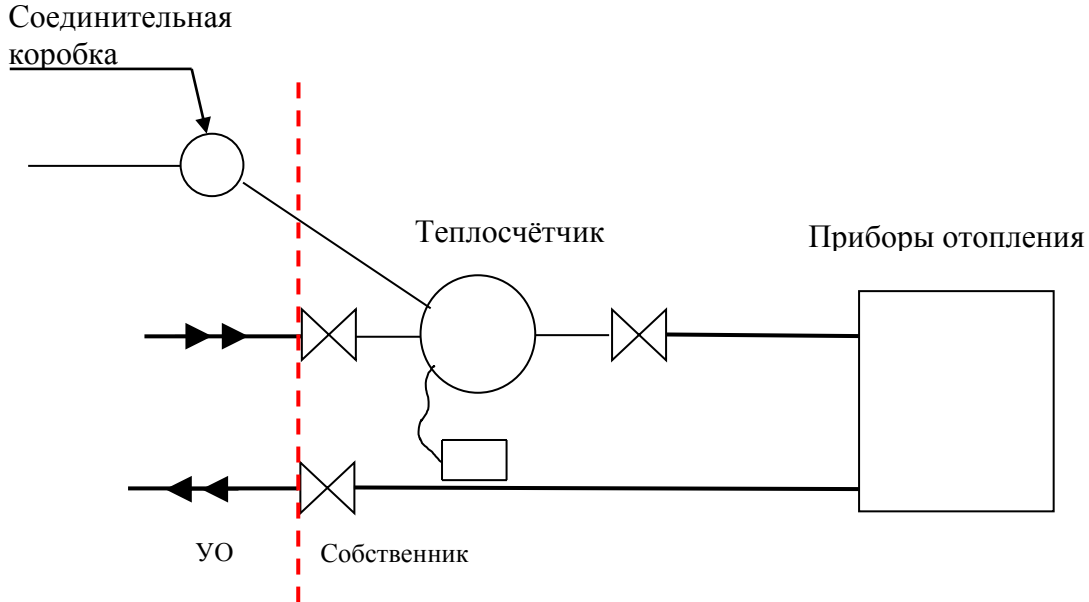 Соединительная
коробка
Теплосчётчик
Приборы отопления
УО
Собственник